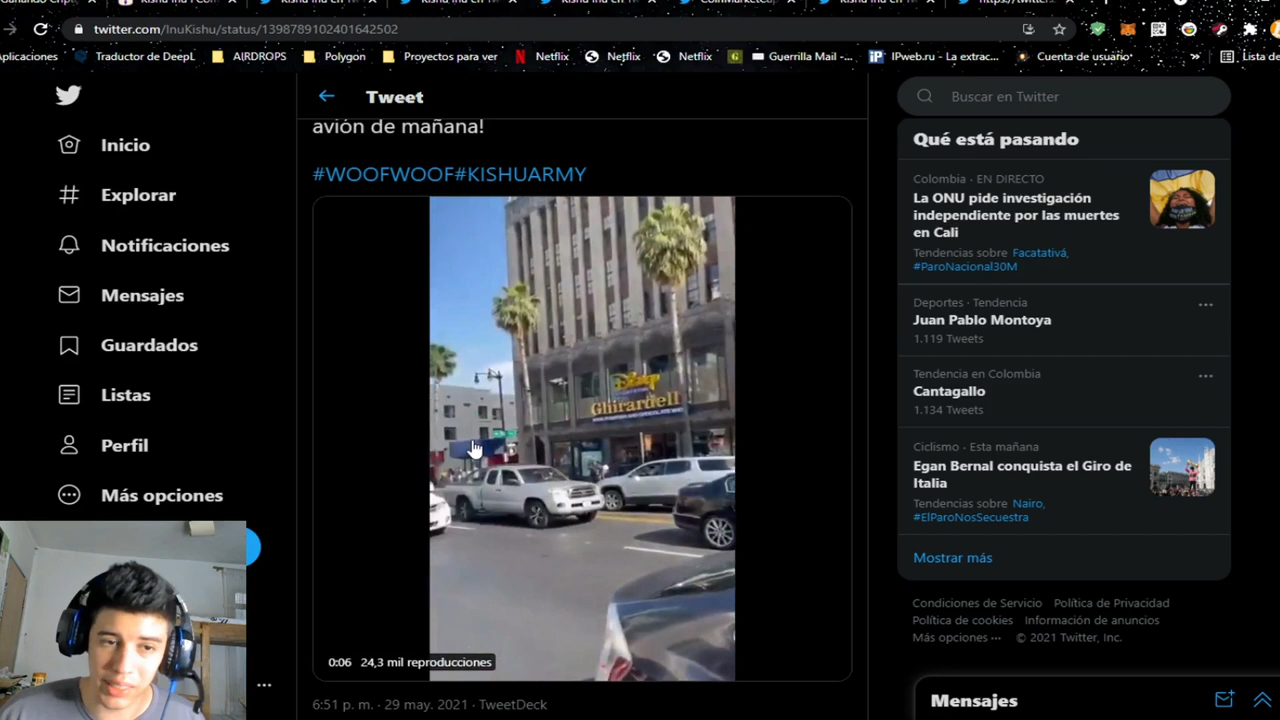 twitter.com/InuKishu/status/1398789102401642502
Traductor de DeepL
AIRDROPS
Polygon
Proyectos para ver
Netflix
Netflix
Netflix
Guerrilla Mail -...
IPweb.ru - La extrac...
Cuenta de usuario
Inicio
Explorar
Notificaciones
Mensajes
Guardados
Listas
Perfil
Más opciones
Tweet
avión de mañana!
#WOOFWOOF#KISHUARMY
Disney
Ghirardelli
0:06 24,3 mil reproducciones
6:51 p. m. · 29 may. 2021 · TweetDeck
Buscar en Twitter
Qué está pasando
Colombia · EN DIRECTO
La ONU pide investigación
independiente por las muertes
en Cali
Tendencias sobre Facatativá,
#ParoNacional30M
Deportes · Tendencia
Juan Pablo Montoya
1.119 Tweets
Tendencia en Colombia
Cantagallo
1.134 Tweets
Ciclismo · Esta mañana
Egan Bernal conquista el Giro de
Italia
Tendencias sobre Nairo,
#ElParoNosSecuestra
Mostrar más
Condiciones de Servicio Política de Privacidad
Política de cookies Información de anuncios
Más opciones ··· © 2021 Twitter, Inc.
Mensajes